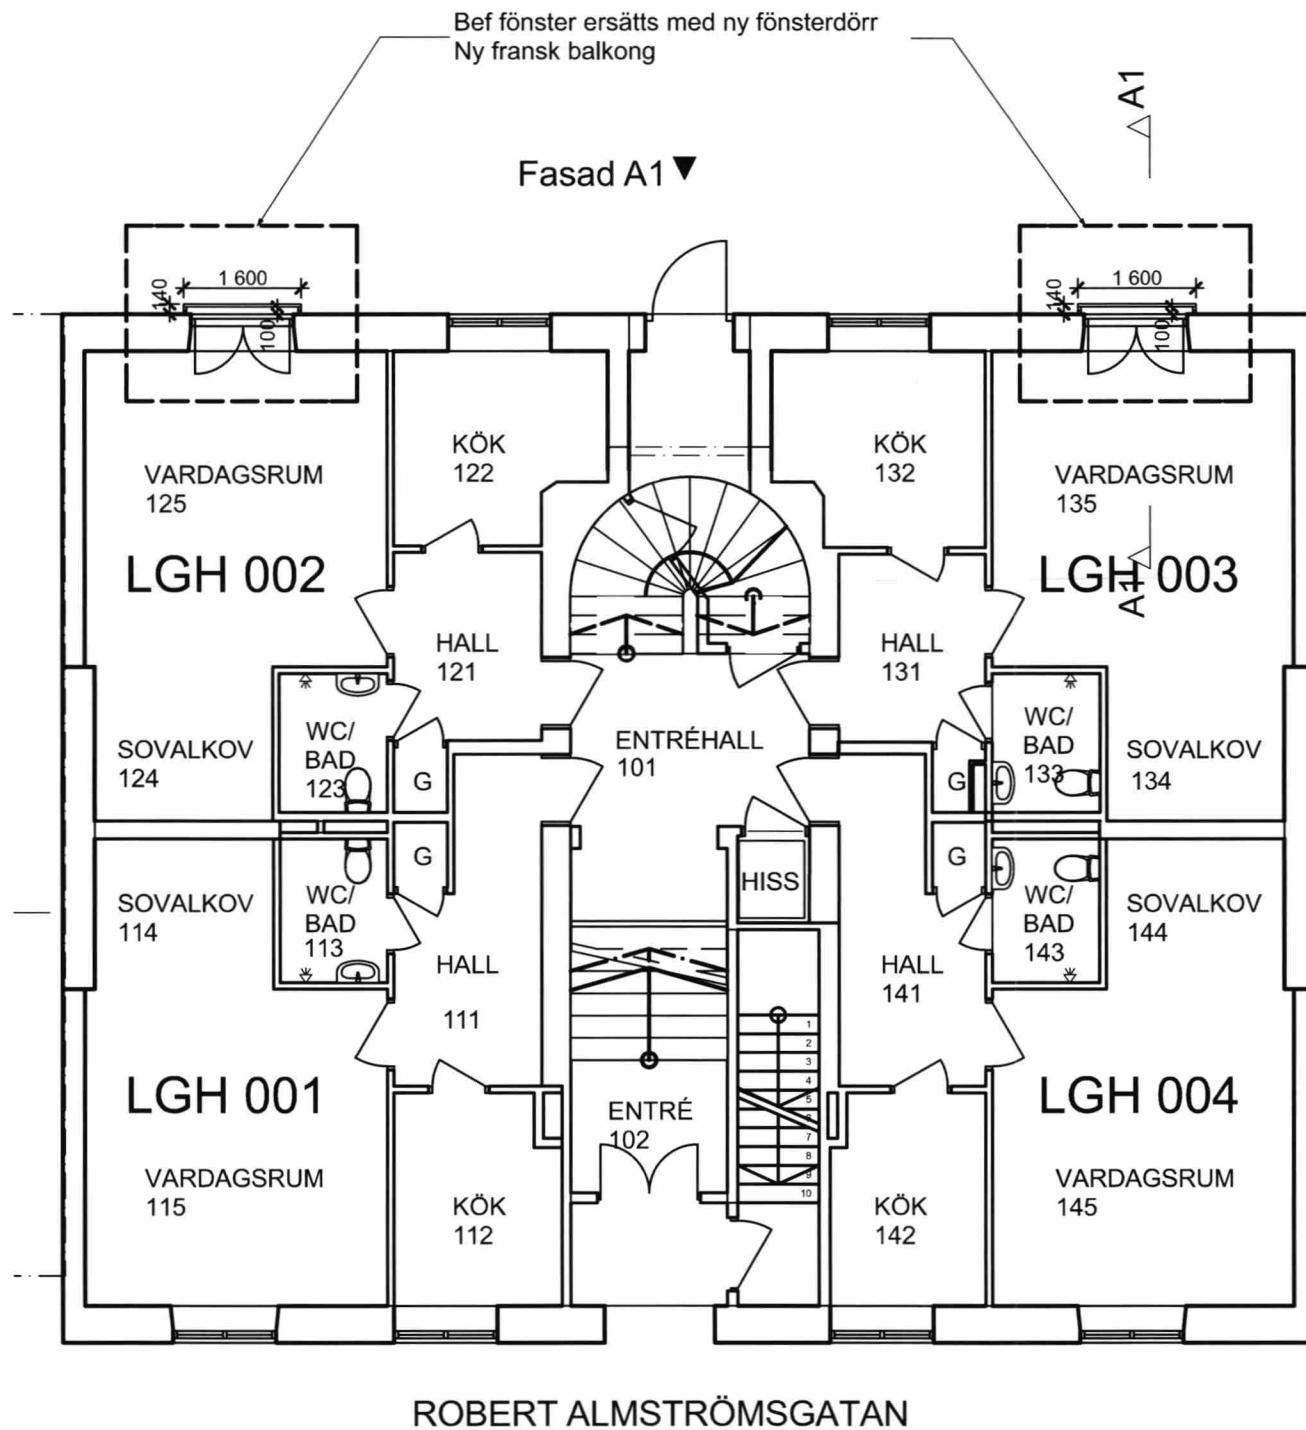 Bef fönster ersätts med ny fönsterdörr
Ny fransk balkong
A1
Fasad A1
1 600
140
100
1 600
140
100
KÖK
122
KÖK
132
VARDAGSRUM
125
VARDAGSRUM
135
LGH 002
LGH 003
A1
HALL
121
HALL
131
WC/
BAD
123
ENTRÉHALL
101
WC/
BAD
133
SOVALKOV
124
SOVALKOV
134
G
G
G
G
HISS
SOVALKOV
114
WC/
BAD
113
WC/
BAD
143
SOVALKOV
144
HALL
111
HALL
141
1
2
3
4
5
6
7
8
9
10
LGH 001
LGH 004
ENTRÉ
102
VARDAGSRUM
115
VARDAGSRUM
145
KÖK
112
KÖK
142
ROBERT ALMSTRÖMSGATAN